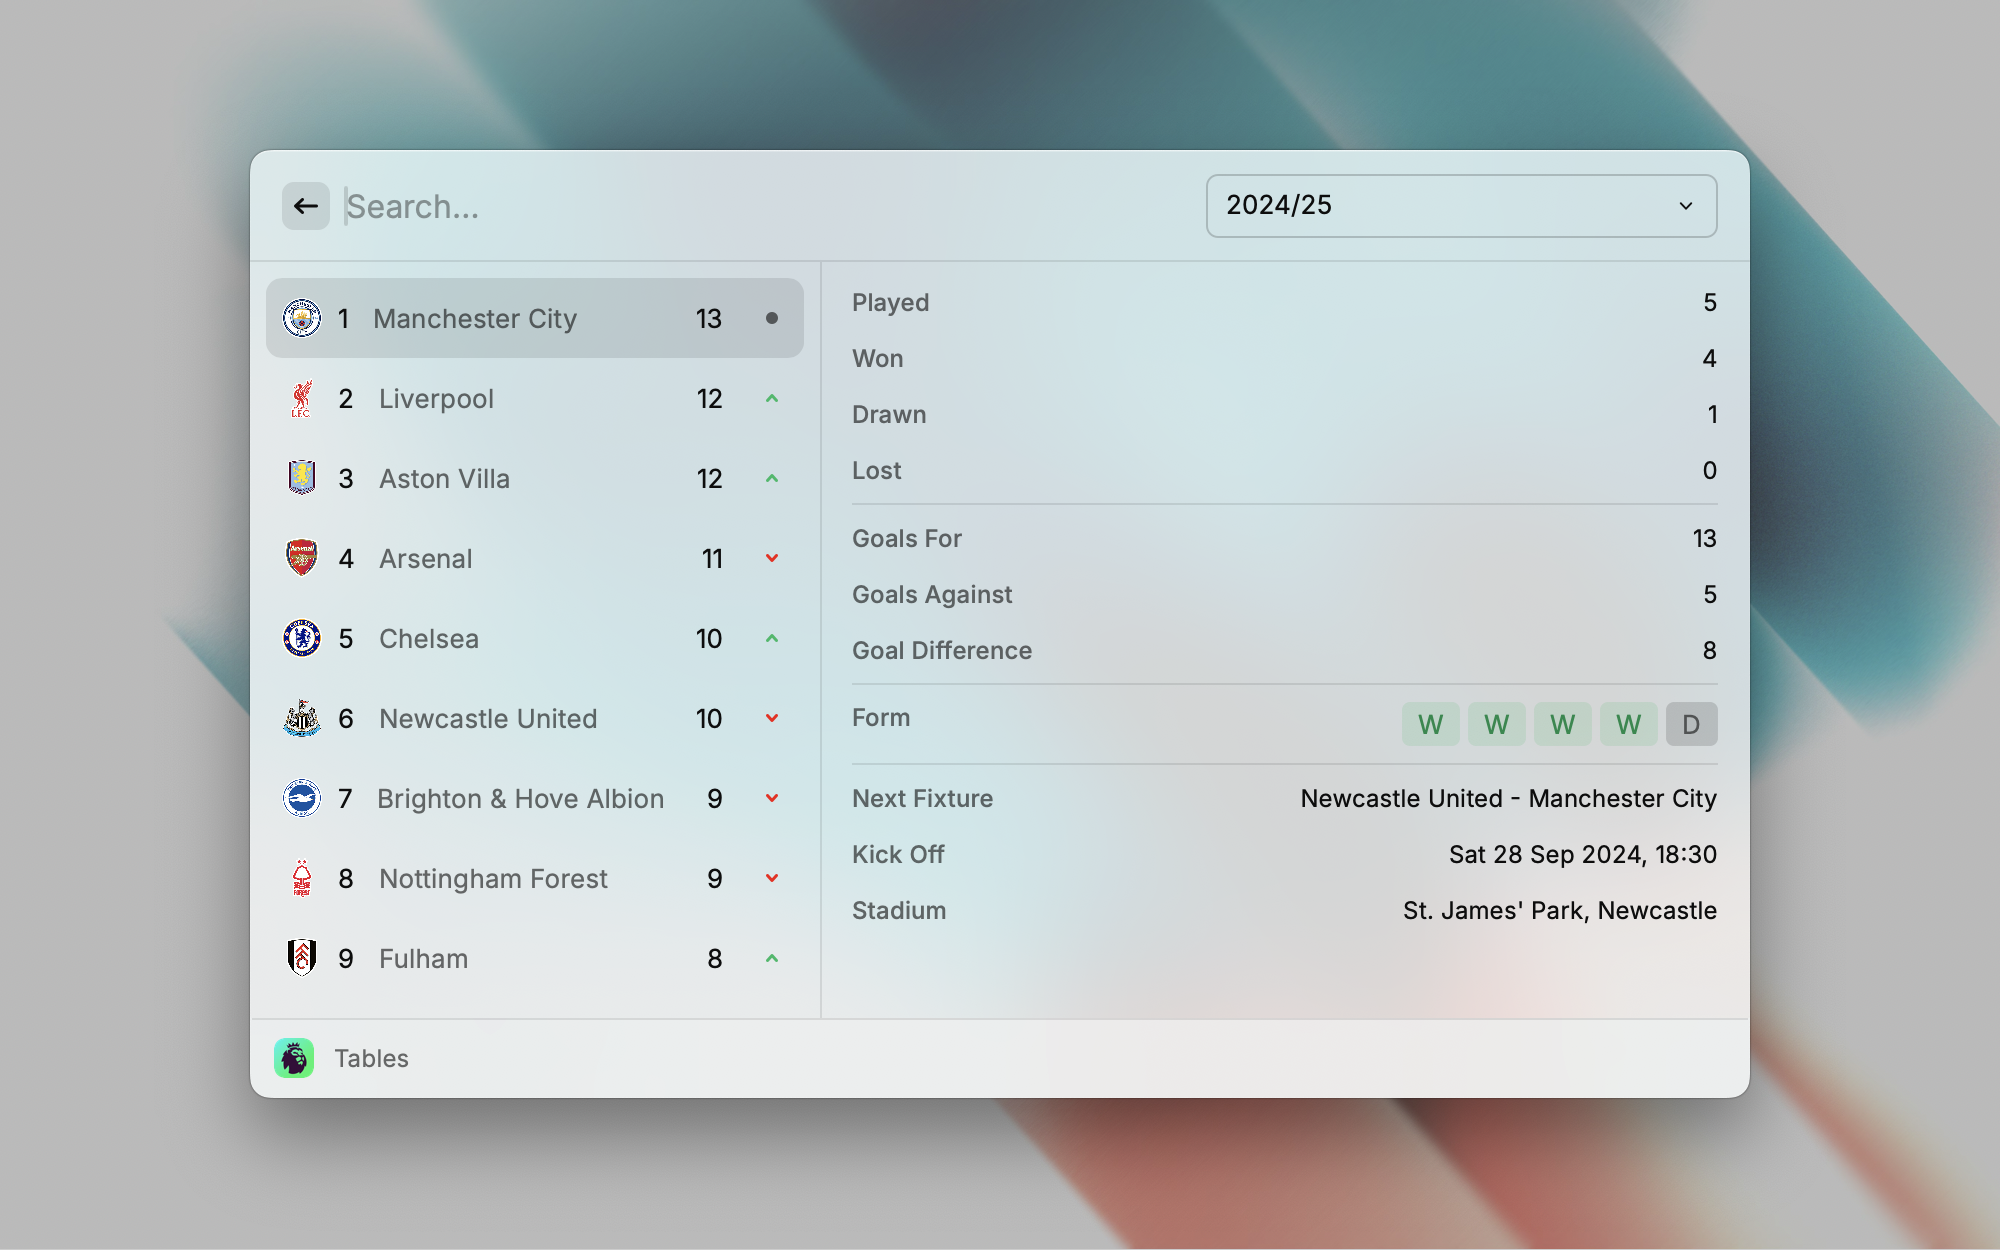 Search...
2024/25
1 Manchester City 13
2 Liverpool 12
3 Aston Villa 12
4 Arsenal 11
5 Chelsea 10
6 Newcastle United 10
7 Brighton & Hove Albion 9
8 Nottingham Forest 9
9 Fulham 8
Played 5
Won 4
Drawn 1
Lost 0
Goals For 13
Goals Against 5
Goal Difference 8
Form W W W W D
Next Fixture Newcastle United - Manchester City
Kick Off Sat 28 Sep 2024, 18:30
Stadium St. James' Park, Newcastle
Tables